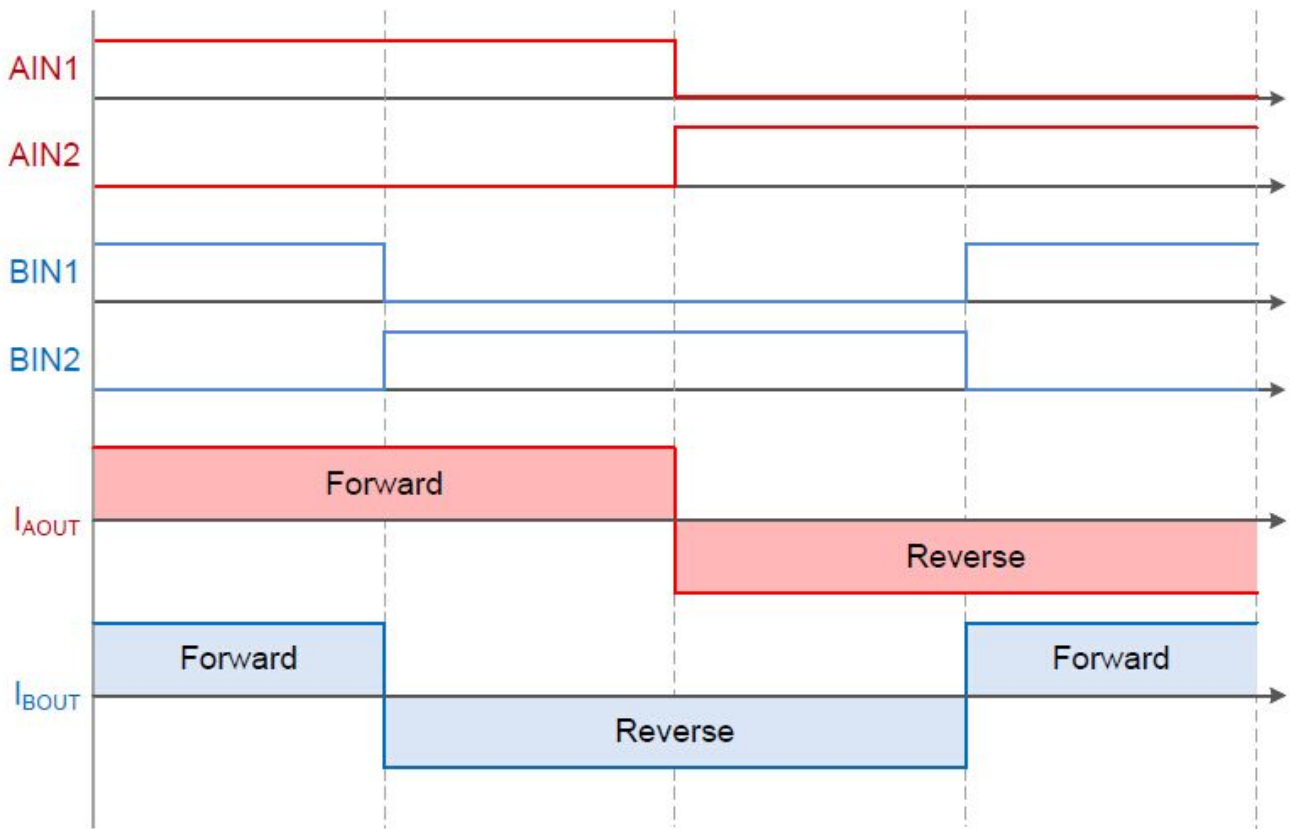 AIN1
AIN2
BIN1
BIN2
Forward
IAOUT
Reverse
Forward
Forward
IBOUT
Reverse